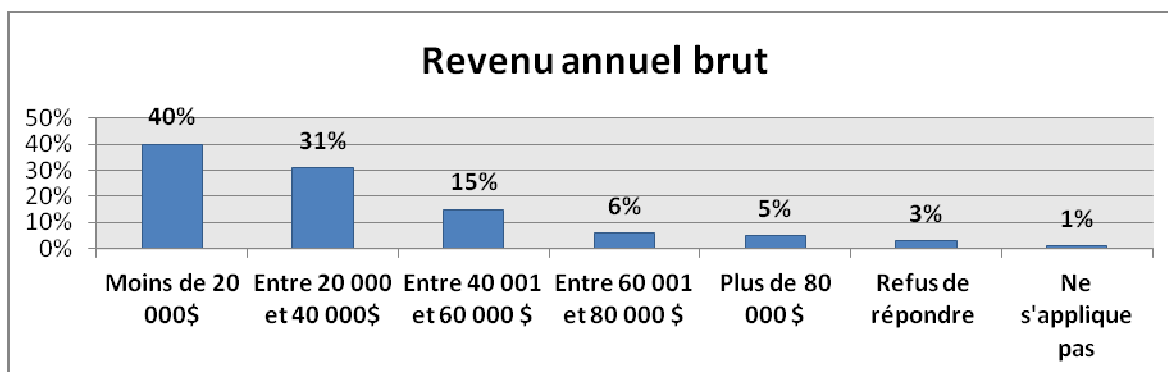 Revenu annuel brut
50%
40%
30%
20%
10%
0%
40%
31%
15%
6%
5%
3%
1%
Moins de 20
000$
Entre 20 000
et 40 000$
Entre 40 001
et 60 000 $
Entre 60 001
et 80 000 $
Plus de 80
000 $
Refus de
répondre
Ne
s'applique
pas